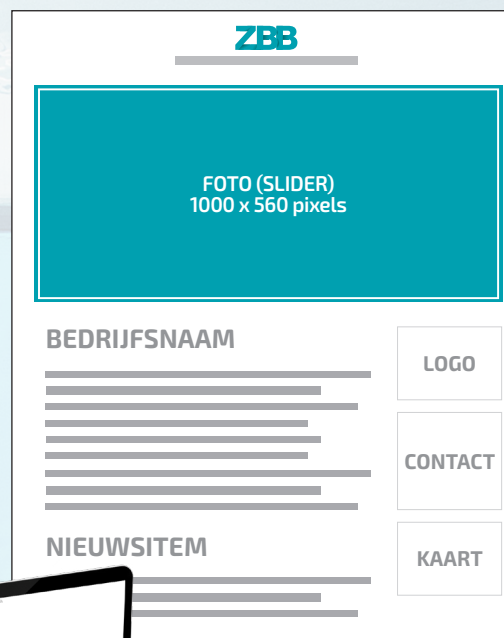 ZBB
FOTO (SLIDER)
1000 x 560 pixels
BEDRIJFSNAAM
LOGO
CONTACT
NIEUWSITEM
KAART